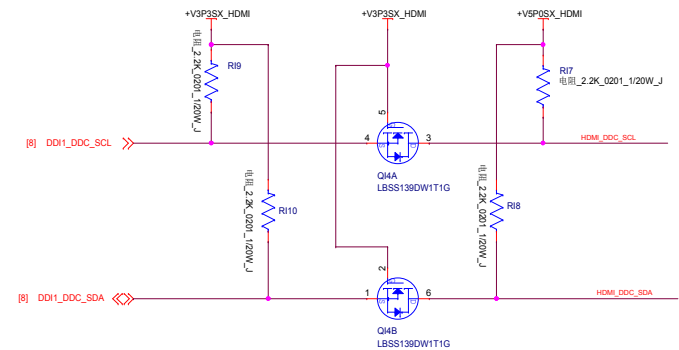 +V3P3SX_HDMI
+V3P3SX_HDMI
+V5P0SX_HDMI
电阻_2.2K_0201_1/20W_J
RI9
RI7
电阻_2.2K_0201_1/20W_J
5
G
[8] DDI1_DDC_SCL
4
S
D
3
HDMI_DDC_SCL
QI4A
LBSS139DW1T1G
电阻_2.2K_0201_1/20W_J
RI10
电阻_2.2K_0201_1/20W_J
RI8
2
G
[8] DDI1_DDC_SDA
1
S
D
6
HDMI_DDC_SDA
QI4B
LBSS139DW1T1G